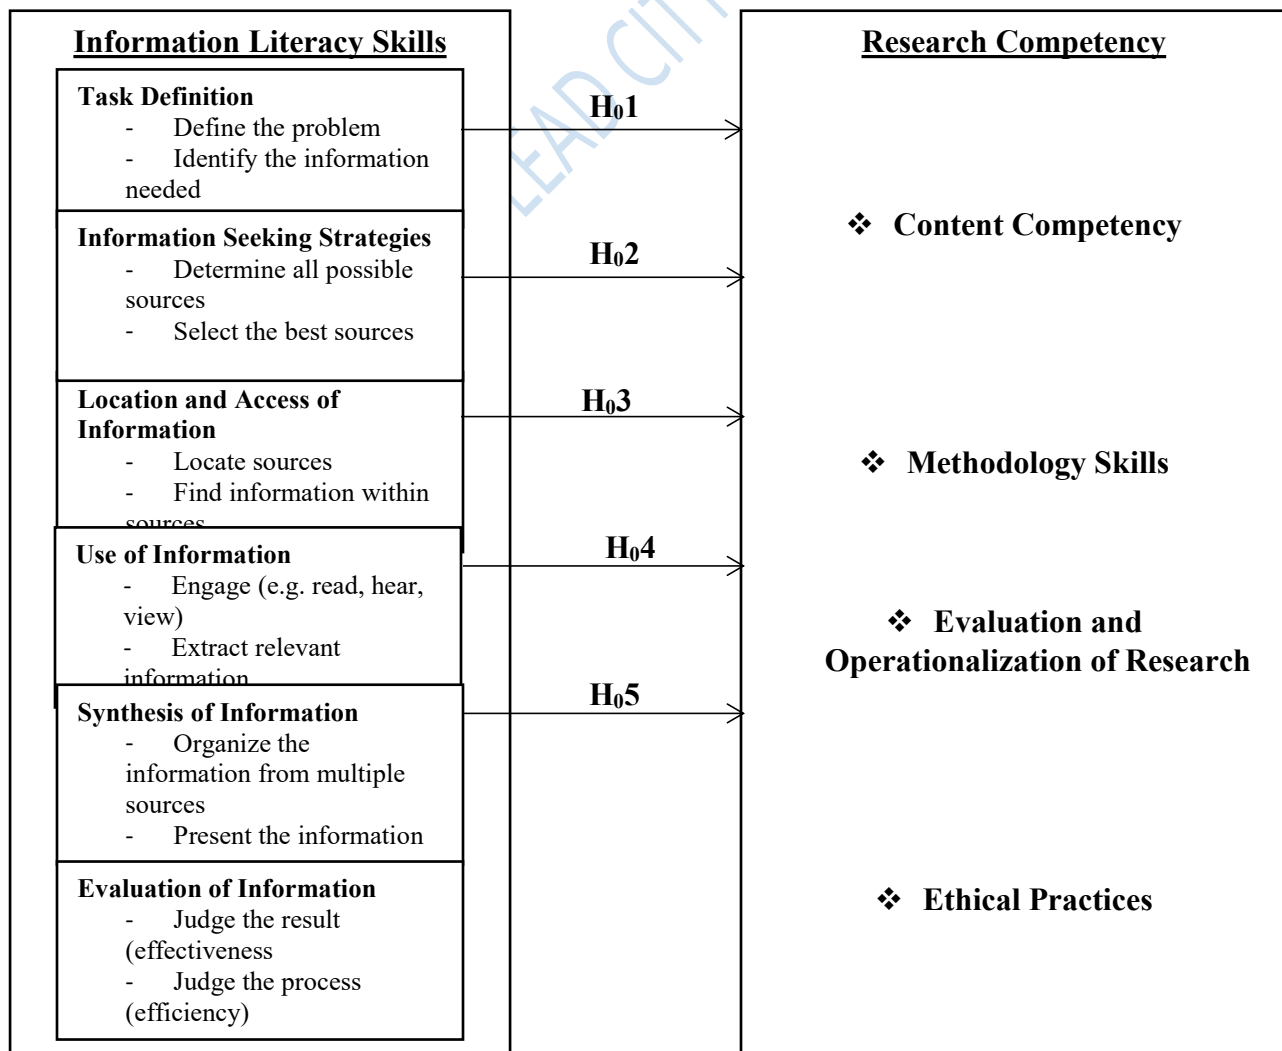 Information Literacy Skills
Task Definition
- Define the problem
- Identify the information
needed
Information Seeking Strategies
- Determine all possible
sources
- Select the best sources
Location and Access of
Information
- Locate sources
- Find information within
sources
Use of Information
- Engage (e.g. read, hear,
view)
- Extract relevant
information
Synthesis of Information
- Organize the
information from multiple
sources
- Present the information
Evaluation of Information
- Judge the result
(effectiveness
- Judge the process
(efficiency)
H₀1
H₀2
H₀3
H₀4
H₀5
LEAD CIT
Research Competency
❖ Content Competency
❖ Methodology Skills
❖ Evaluation and
Operationalization of Research
❖ Ethical Practices